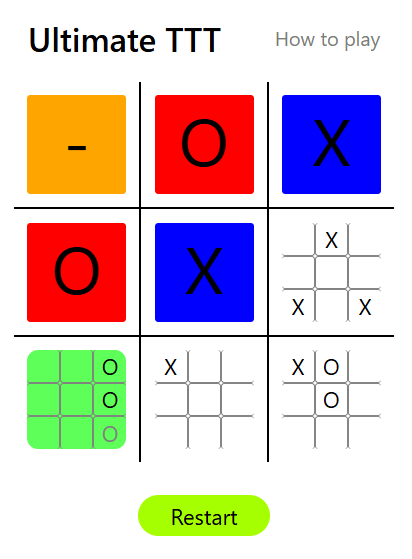 Ultimate TTT How to play
- O X
O X X
X X
O X X O
O O
O
Restart